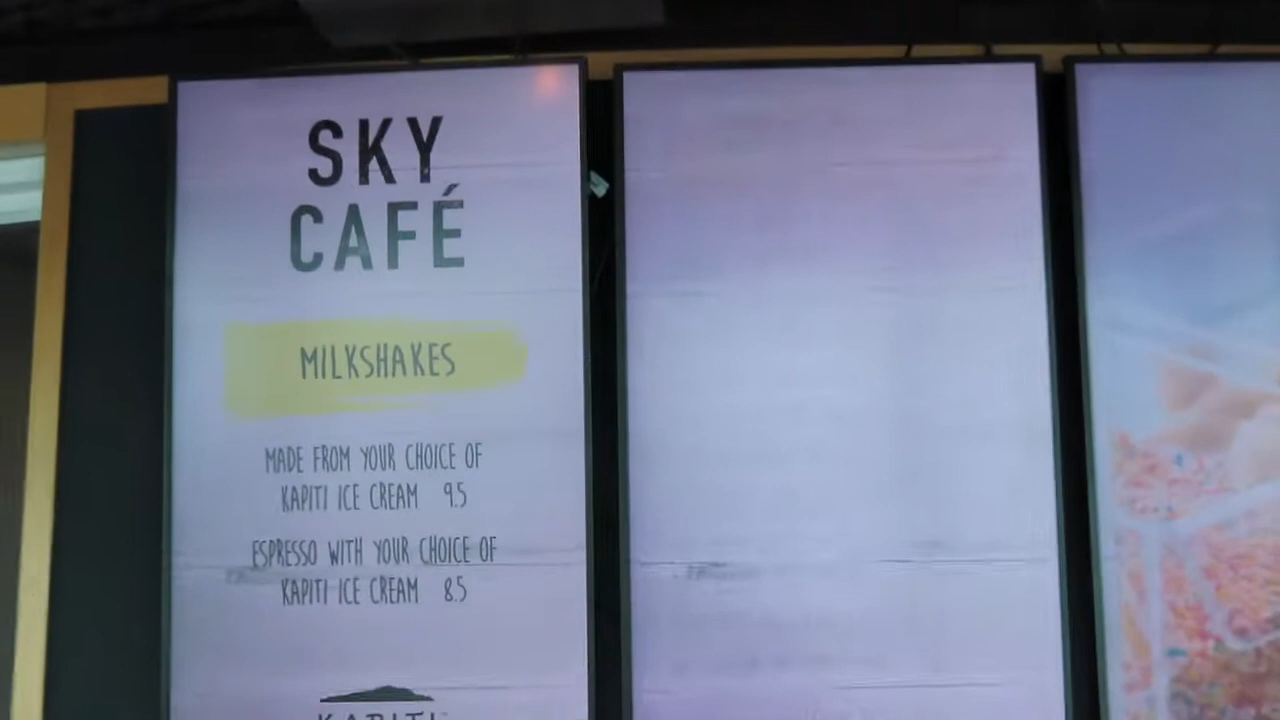 SKY
CAFÉ
MILKSHAKES
MADE FROM YOUR CHOICE OF
KAPITI ICE CREAM 9.5
ESPRESSO WITH YOUR CHOICE OF
KAPITI ICE CREAM 8.5
KAPITI